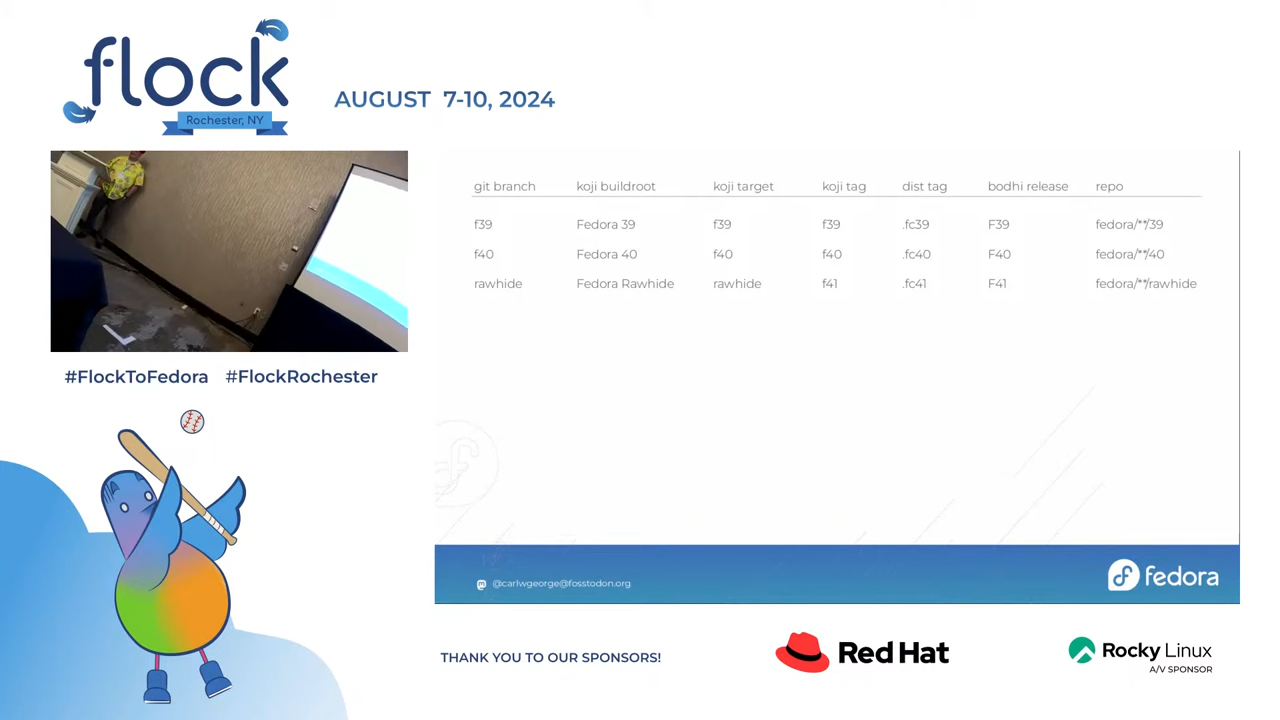 flock
Rochester, NY
AUGUST 7-10, 2024
git branch koji buildroot koji target koji tag dist tag bodhi release repo
f39 Fedora 39 f39 f39 .fc39 F39 fedora/**/39
f40 Fedora 40 f40 f40 .fc40 F40 fedora/**/40
rawhide Fedora Rawhide rawhide f41 .fc41 F41 fedora/**/rawhide
#FlockToFedora #FlockRochester
@carlwgeorge@fosstodon.org
fedora
THANK YOU TO OUR SPONSORS!
Red Hat
Rocky Linux
A/V SPONSOR